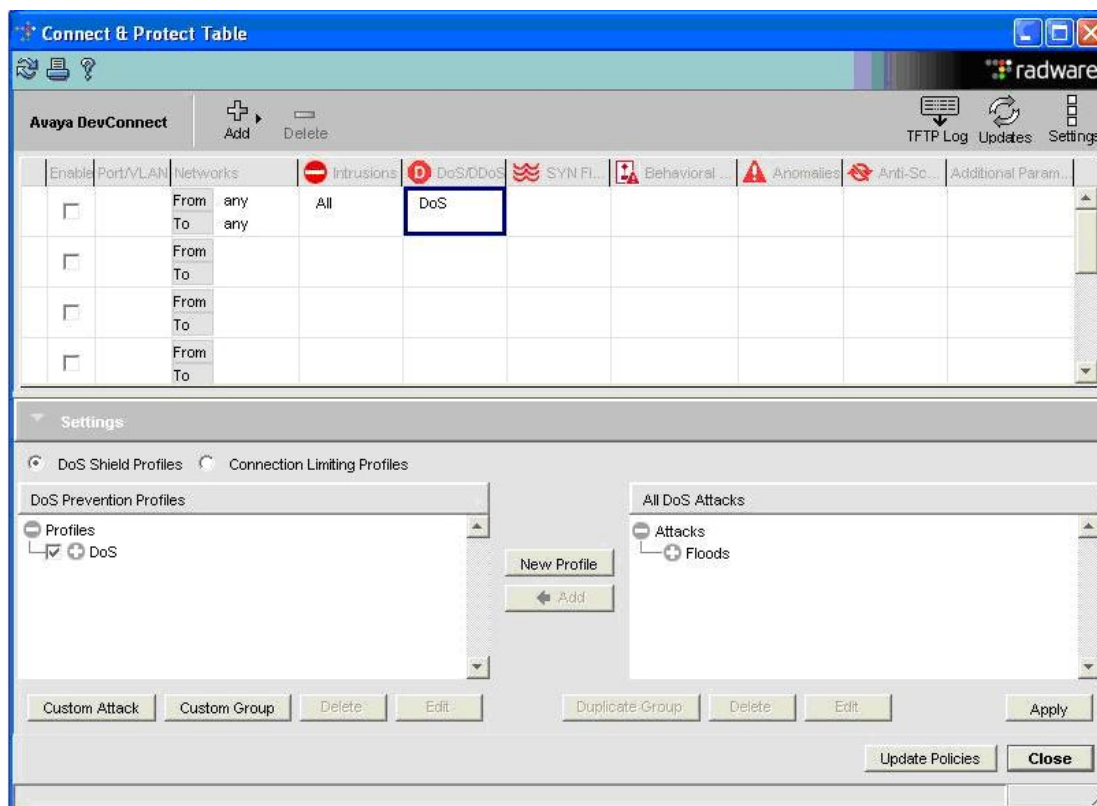 Connect & Protect Table
radware
Avaya DevConnect
Add
Delete
TFTP Log
Updates
Settings
Enable Port/VLAN Networks Intrusions DoS/DDoS SYN Fl... Behavioral ... Anomalies Anti-Sc... Additional Param...
From any All DoS
To any
From
To
From
To
From
To
Settings
DoS Shield Profiles Connection Limiting Profiles
DoS Prevention Profiles
All DoS Attacks
Profiles
DoS
Attacks
Floods
New Profile
Add
Custom Attack Custom Group Delete Edit Duplicate Group Delete Edit Apply
Update Policies Close